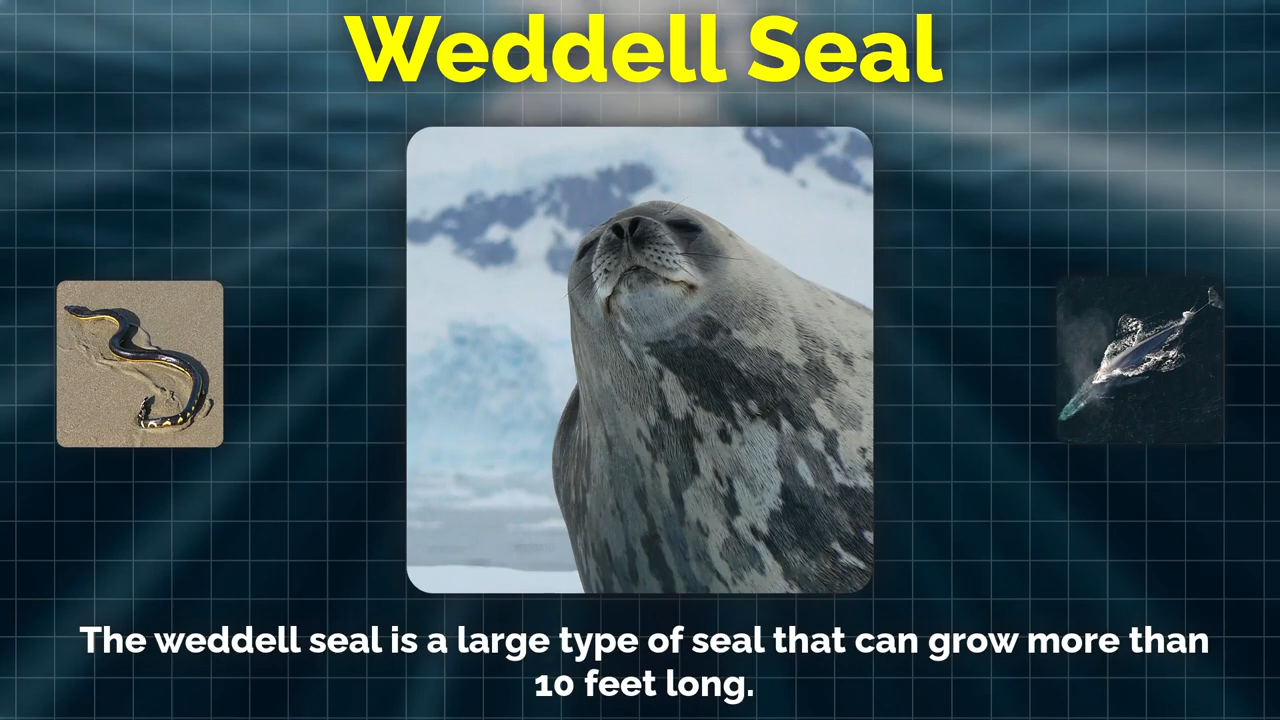 Weddell Seal
The weddell seal is a large type of seal that can grow more than
10 feet long.